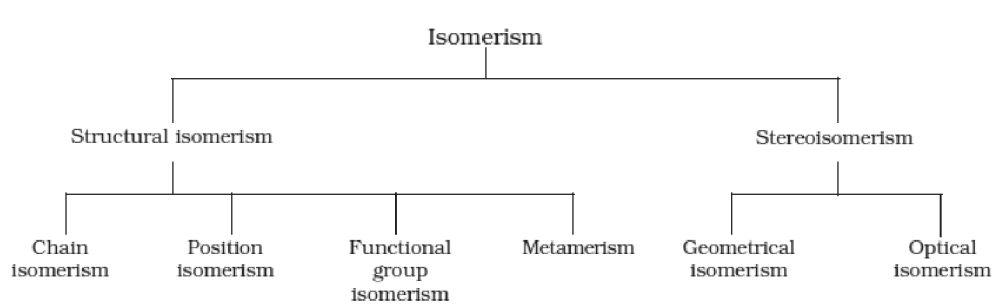 Isomerism
Structural isomerism
Stereoisomerism
Chain
isomerism
Position
isomerism
Functional
group
isomerism
Metamerism
Geometrical
isomerism
Optical
isomerism